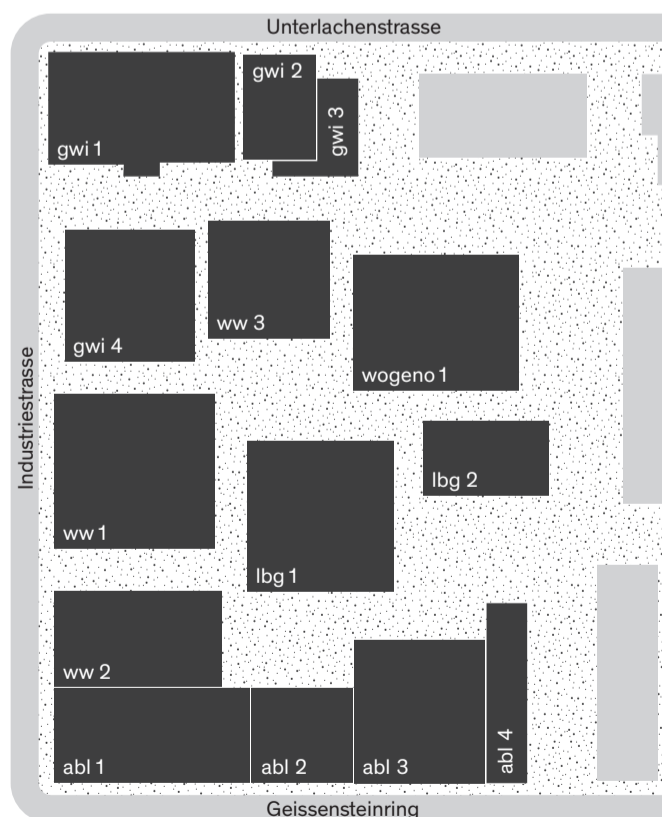 Unterlachenstrasse
gwi 1
gwi 2
gwi 3
gwi 4
ww 3
wogeno 1
Industriestrasse
ww 1
lbg 1
lbg 2
ww 2
abl 1
abl 2
abl 3
abl 4
Geissensteinring